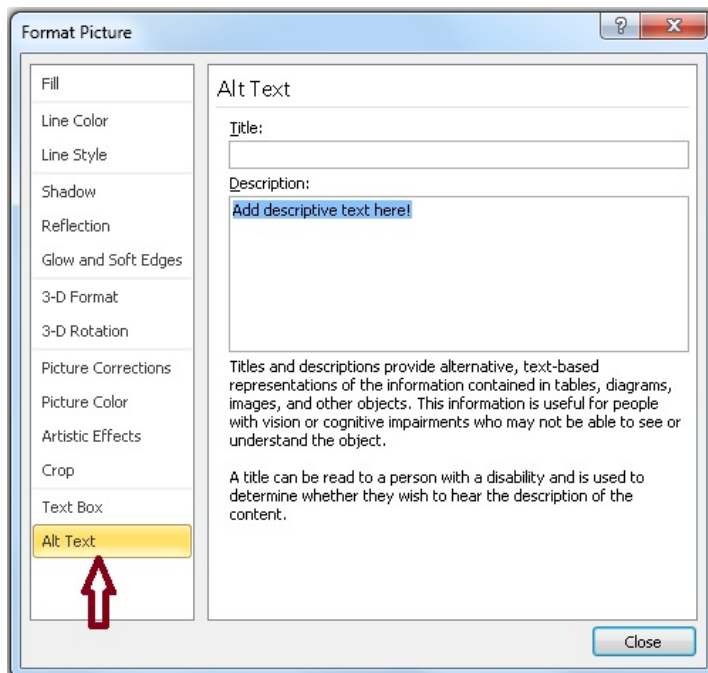 Format Picture
?
X
Fill
Line Color
Line Style
Shadow
Reflection
Glow and Soft Edges
3-D Format
3-D Rotation
Picture Corrections
Picture Color
Artistic Effects
Crop
Text Box
Alt Text
Alt Text
Title:
Description:
Add descriptive text here!
Titles and descriptions provide alternative, text-based
representations of the information contained in tables, diagrams,
images, and other objects. This information is useful for people
with vision or cognitive impairments who may not be able to see or
understand the object.
A title can be read to a person with a disability and is used to
determine whether they wish to hear the description of the
content.
Close